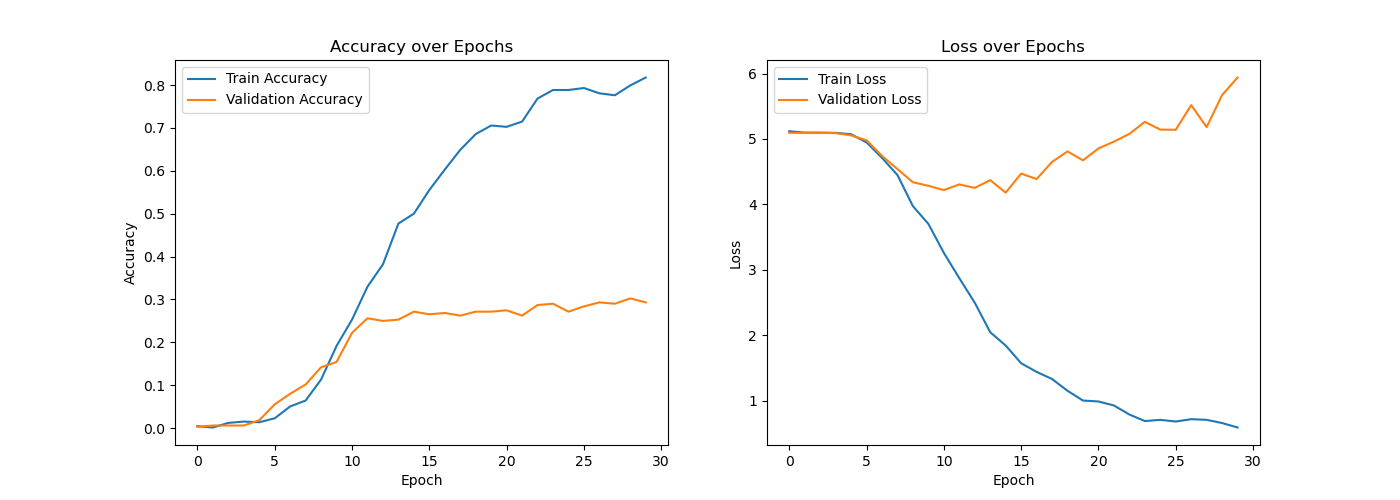 Accuracy over Epochs
Train Accuracy
Validation Accuracy
0.8
0.7
0.6
0.5
0.4
0.3
0.2
0.1
0.0
Accuracy
0 5 10 15 20 25 30
Epoch
Loss over Epochs
Train Loss
Validation Loss
6
5
4
3
2
1
Loss
0 5 10 15 20 25 30
Epoch